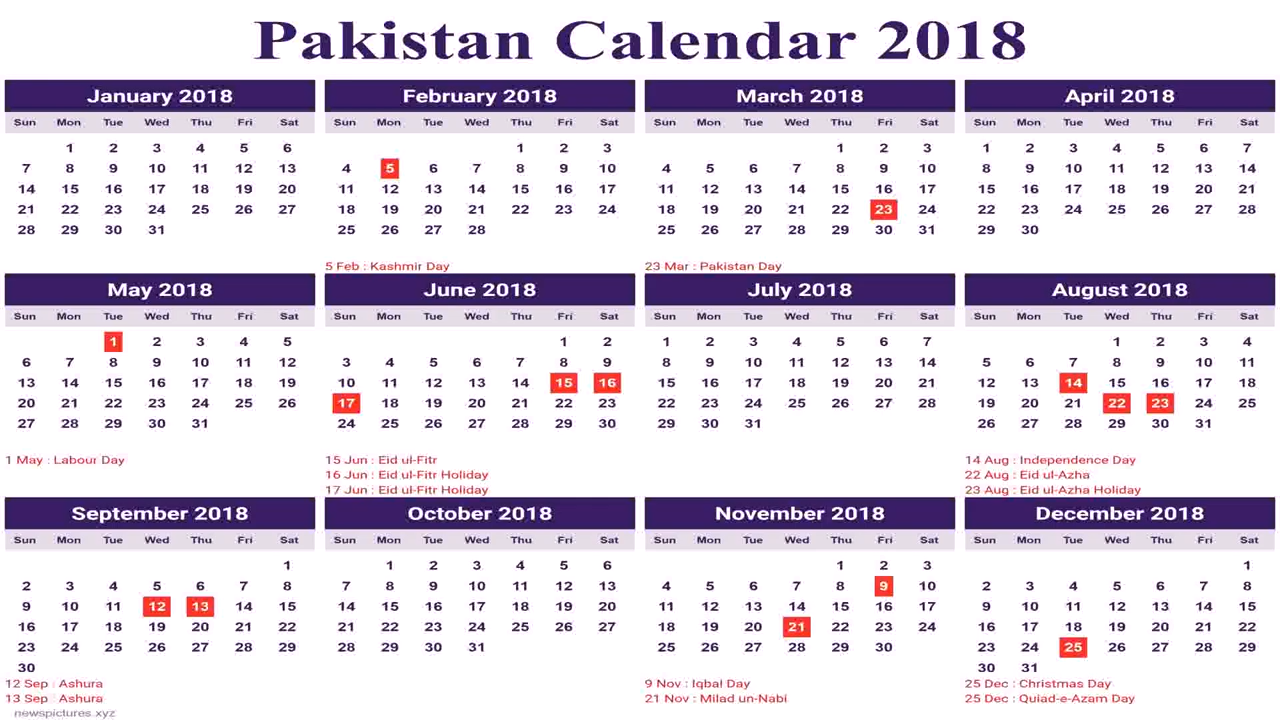 Pakistan Calendar 2018
January 2018
Sun Mon Tue Wed Thu Fri Sat
1 2 3 4 5 6
7 8 9 10 11 12 13
14 15 16 17 18 19 20
21 22 23 24 25 26 27
28 29 30 31
February 2018
Sun Mon Tue Wed Thu Fri Sat
1 2 3
4 5 6 7 8 9 10
11 12 13 14 15 16 17
18 19 20 21 22 23 24
25 26 27 28
5 Feb : Kashmir Day
March 2018
Sun Mon Tue Wed Thu Fri Sat
1 2 3
4 5 6 7 8 9 10
11 12 13 14 15 16 17
18 19 20 21 22 23 24
25 26 27 28 29 30 31
23 Mar : Pakistan Day
April 2018
Sun Mon Tue Wed Thu Fri Sat
1 2 3 4 5 6 7
8 9 10 11 12 13 14
15 16 17 18 19 20 21
22 23 24 25 26 27 28
29 30
May 2018
Sun Mon Tue Wed Thu Fri Sat
1 2 3 4 5
6 7 8 9 10 11 12
13 14 15 16 17 18 19
20 21 22 23 24 25 26
27 28 29 30 31
1 May : Labour Day
June 2018
Sun Mon Tue Wed Thu Fri Sat
1 2
3 4 5 6 7 8 9
10 11 12 13 14 15 16
17 18 19 20 21 22 23
24 25 26 27 28 29 30
15 Jun : Eid ul-Fitr
16 Jun : Eid ul-Fitr Holiday
17 Jun : Eid ul-Fitr Holiday
July 2018
Sun Mon Tue Wed Thu Fri Sat
1 2 3 4 5 6 7
8 9 10 11 12 13 14
15 16 17 18 19 20 21
22 23 24 25 26 27 28
29 30 31
August 2018
Sun Mon Tue Wed Thu Fri Sat
1 2 3 4
5 6 7 8 9 10 11
12 13 14 15 16 17 18
19 20 21 22 23 24 25
26 27 28 29 30 31
14 Aug : Independence Day
22 Aug : Eid ul-Azha
23 Aug : Eid ul-Azha Holiday
September 2018
Sun Mon Tue Wed Thu Fri Sat
1
2 3 4 5 6 7 8
9 10 11 12 13 14 15
16 17 18 19 20 21 22
23 24 25 26 27 28 29
30
12 Sep : Ashura
13 Sep : Ashura
October 2018
Sun Mon Tue Wed Thu Fri Sat
1 2 3 4 5 6
7 8 9 10 11 12 13
14 15 16 17 18 19 20
21 22 23 24 25 26 27
28 29 30 31
November 2018
Sun Mon Tue Wed Thu Fri Sat
1 2 3
4 5 6 7 8 9 10
11 12 13 14 15 16 17
18 19 20 21 22 23 24
25 26 27 28 29 30
9 Nov : Iqbal Day
21 Nov : Milad un-Nabi
December 2018
Sun Mon Tue Wed Thu Fri Sat
1
2 3 4 5 6 7 8
9 10 11 12 13 14 15
16 17 18 19 20 21 22
23 24 25 26 27 28 29
30 31
25 Dec : Christmas Day
25 Dec : Quiad-e-Azam Day
newspictures.xyz